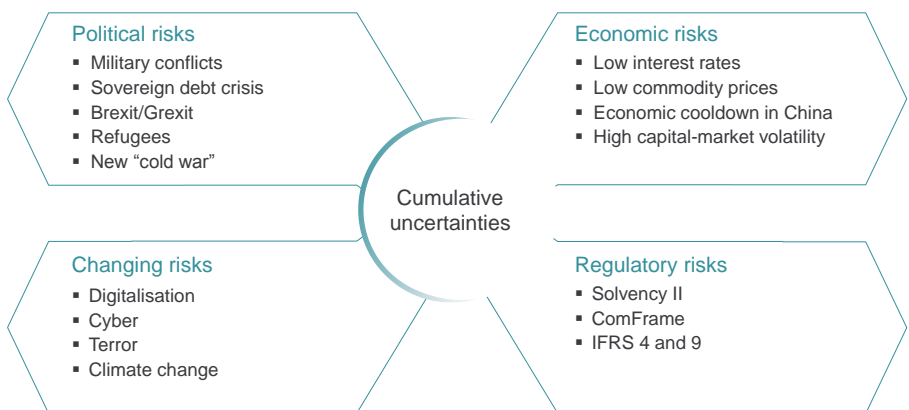 Political risks
▪ Military conflicts
▪ Sovereign debt crisis
▪ Brexit/Grexit
▪ Refugees
▪ New “cold war”
Economic risks
▪ Low interest rates
▪ Low commodity prices
▪ Economic cooldown in China
▪ High capital-market volatility
Cumulative
uncertainties
Changing risks
▪ Digitalisation
▪ Cyber
▪ Terror
▪ Climate change
Regulatory risks
▪ Solvency II
▪ ComFrame
▪ IFRS 4 and 9